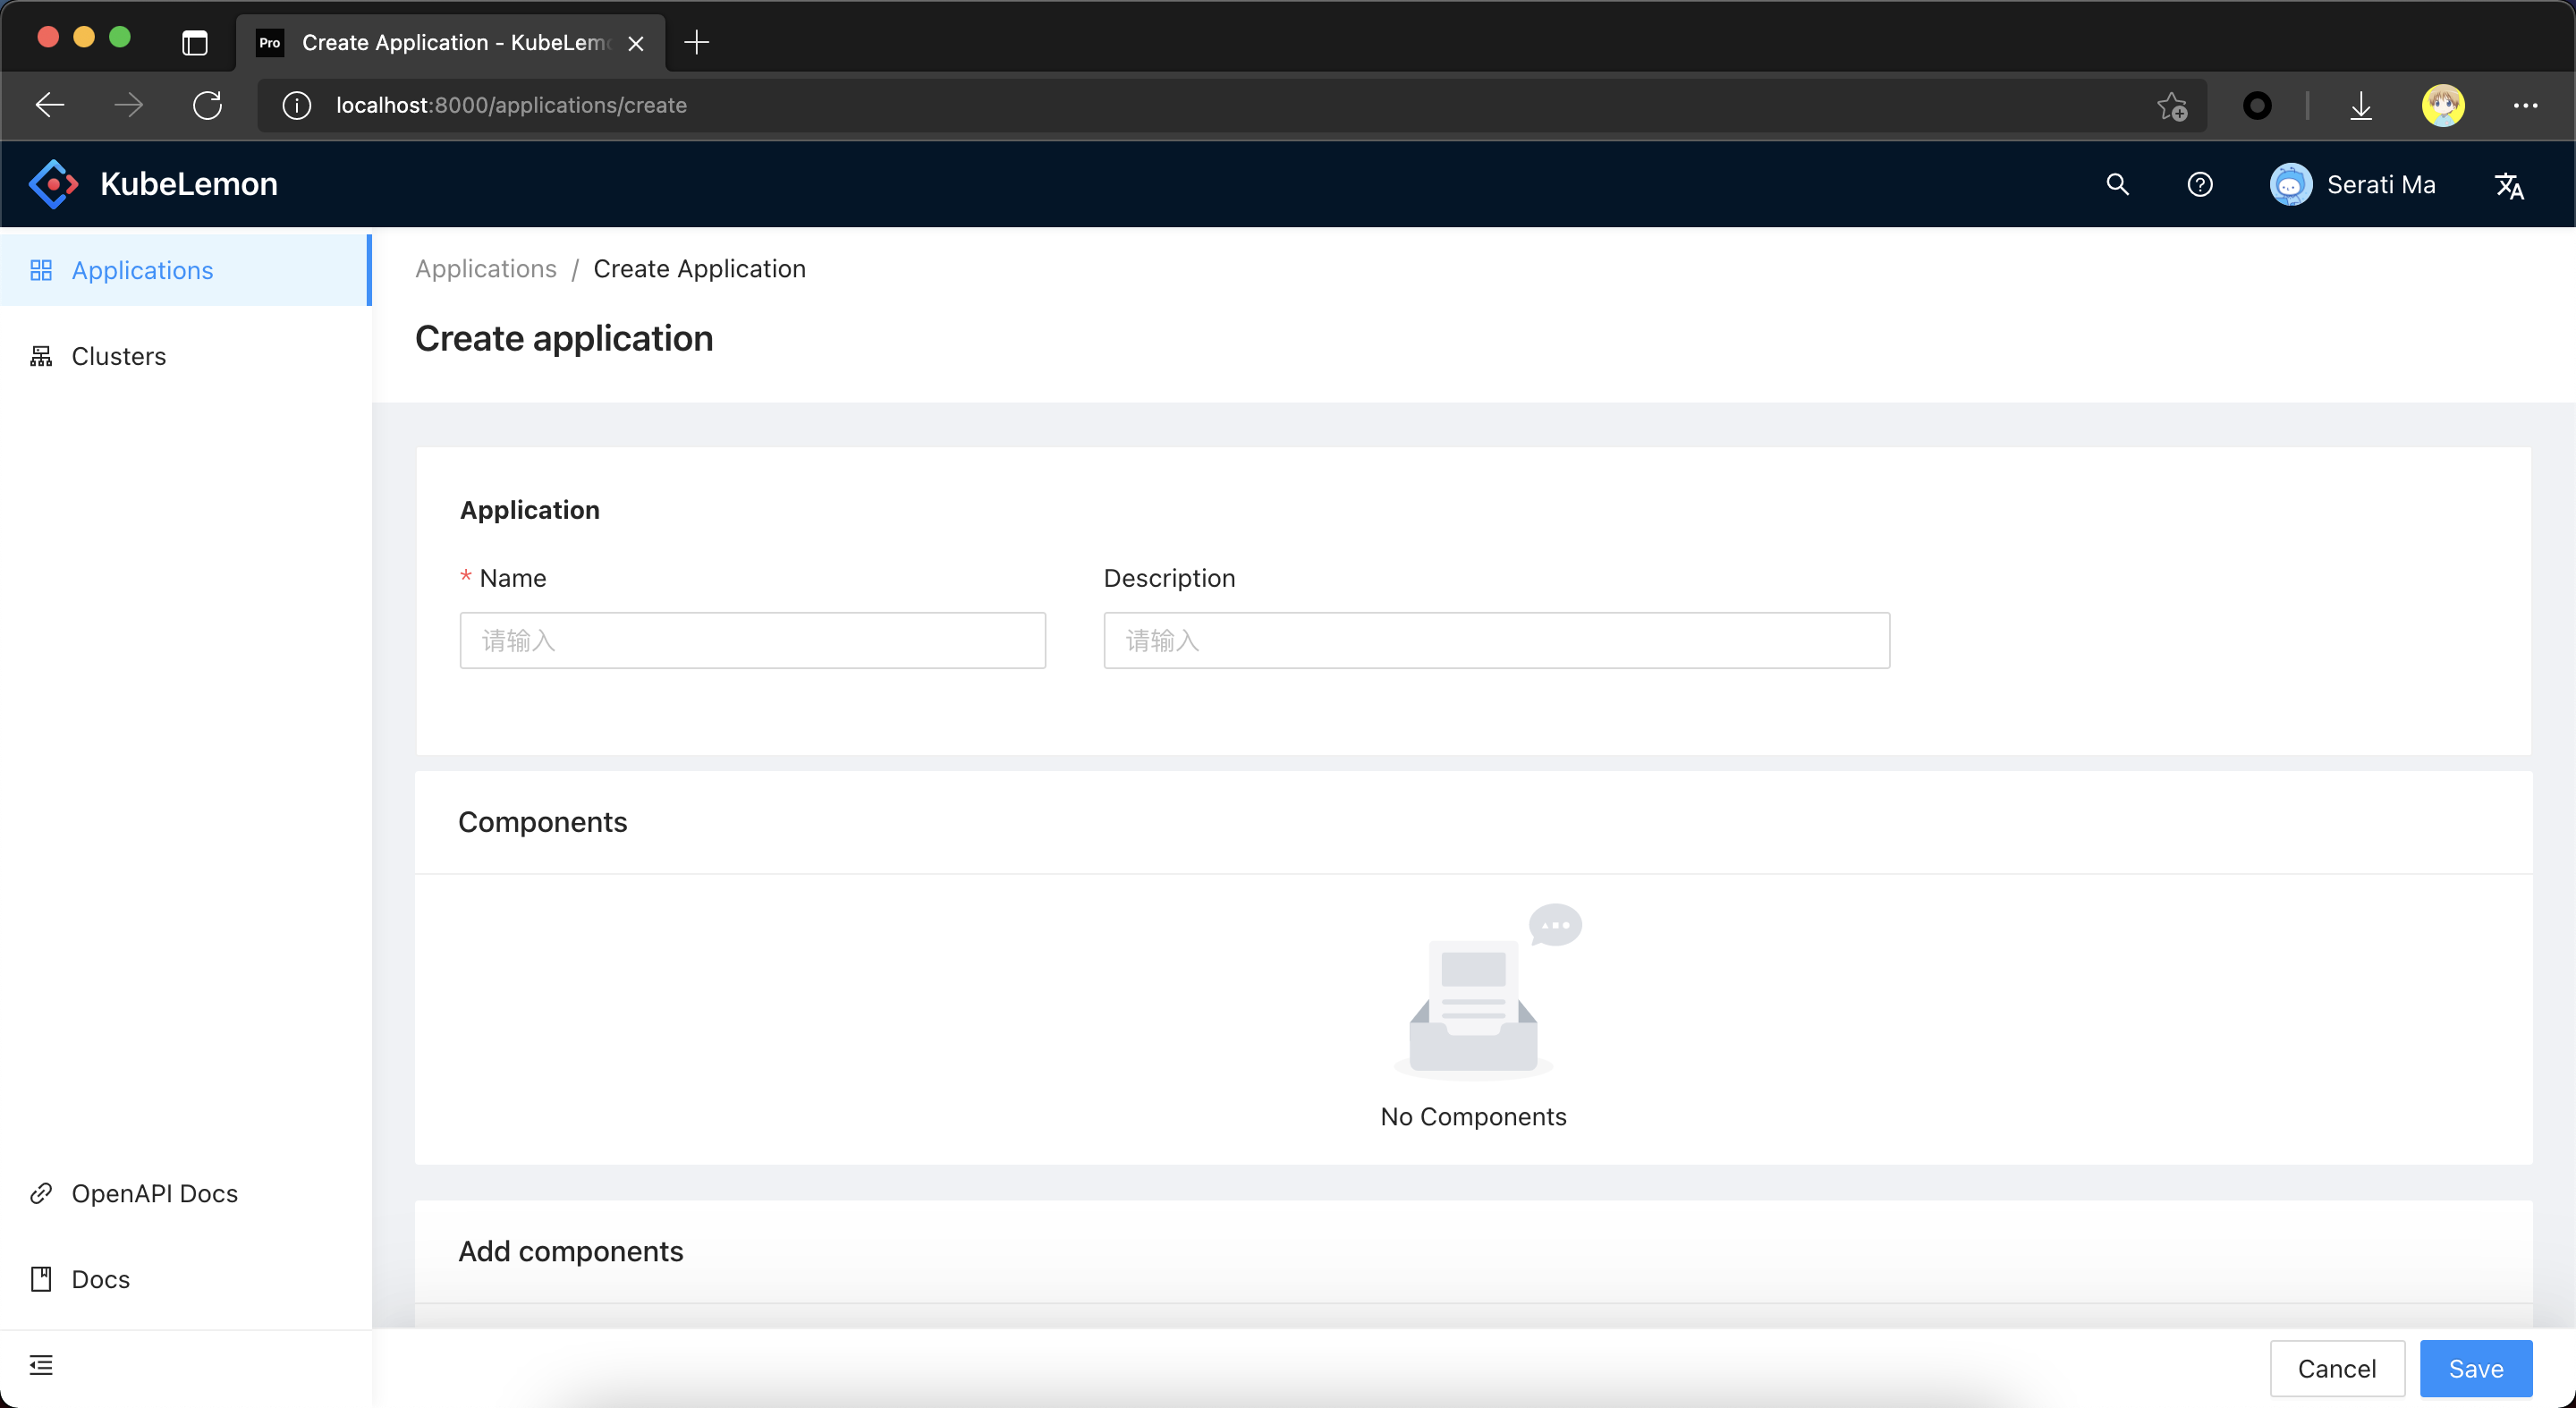 Pro Create Application - KubeLem
localhost:8000/applications/create
KubeLemon
Serati Ma
Applications
Clusters
Applications / Create Application
Create application
Application
* Name
Description
请输入
请输入
Components
No Components
Add components
OpenAPI Docs
Docs
Cancel
Save